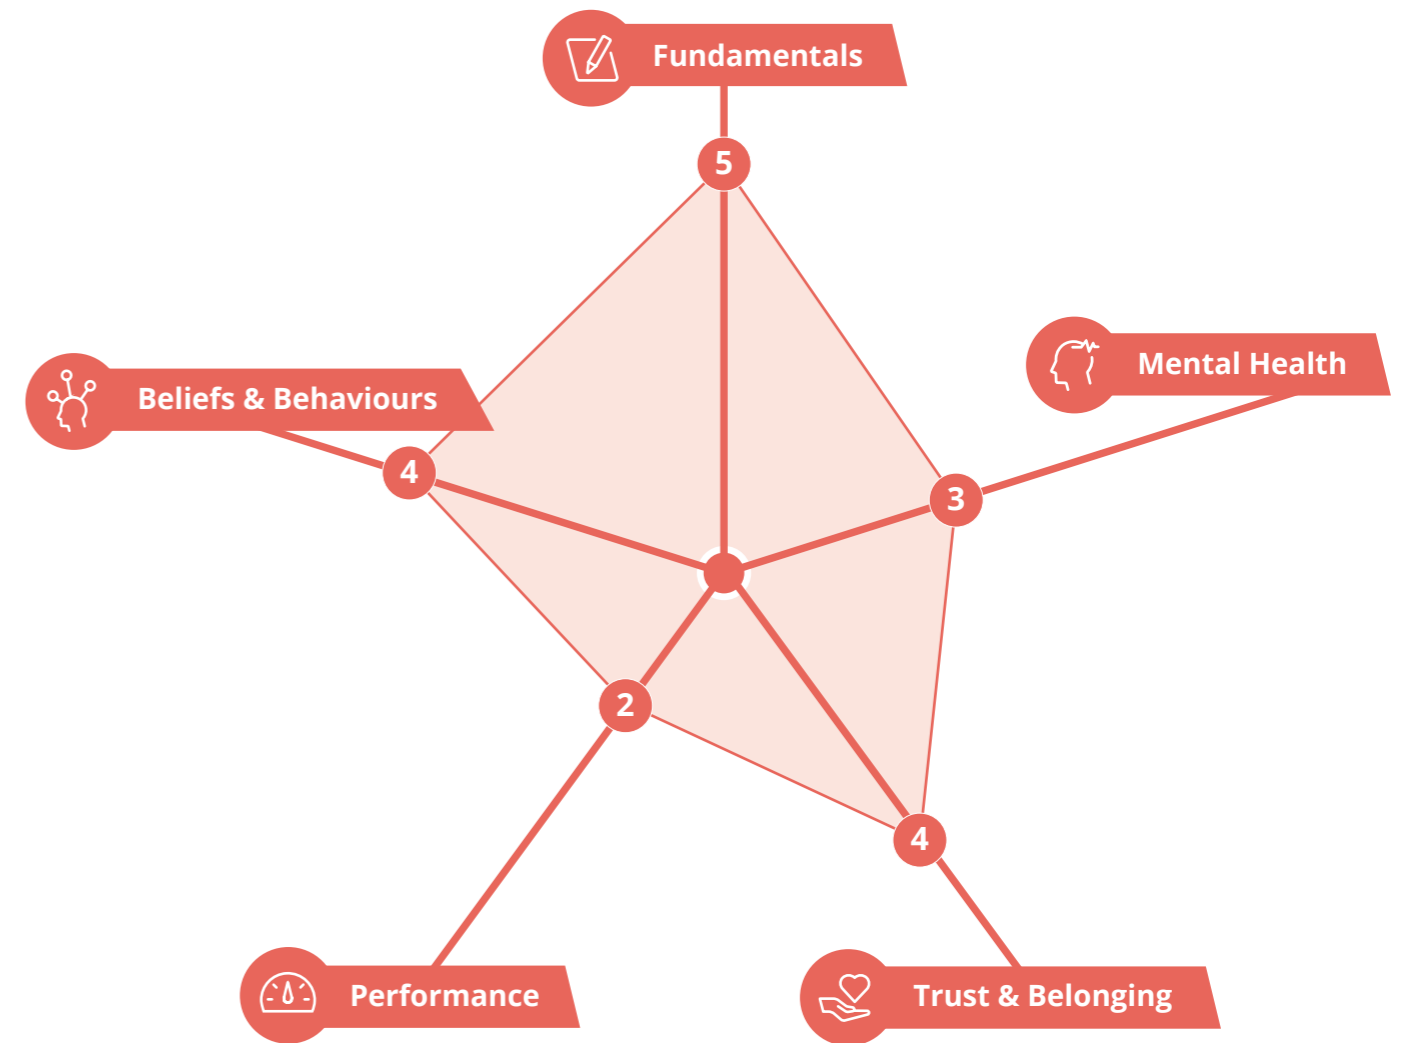 Fundamentals
5
Mental Health
Beliefs & Behaviours
4
3
2
4
Performance
Trust & Belonging